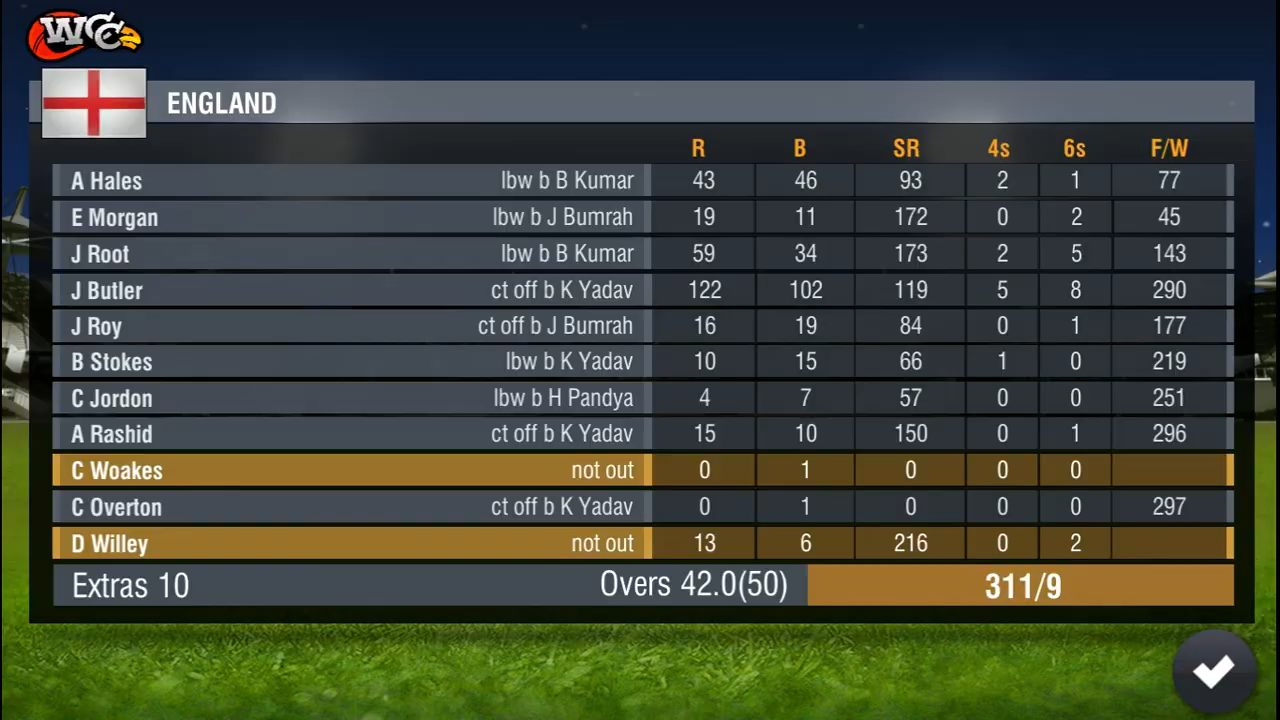 WCC
ENGLAND
R B SR 4s 6s F/W
A Hales lbw b B Kumar 43 46 93 2 1 77
E Morgan lbw b J Bumrah 19 11 172 0 2 45
J Root lbw b B Kumar 59 34 173 2 5 143
J Butler ct off b K Yadav 122 102 119 5 8 290
J Roy ct off b J Bumrah 16 19 84 0 1 177
B Stokes lbw b K Yadav 10 15 66 1 0 219
C Jordon lbw b H Pandya 4 7 57 0 0 251
A Rashid ct off b K Yadav 15 10 150 0 1 296
C Woakes not out 0 1 0 0 0
C Overton ct off b K Yadav 0 1 0 0 0 297
D Willey not out 13 6 216 0 2
Extras 10 Overs 42.0(50) 311/9